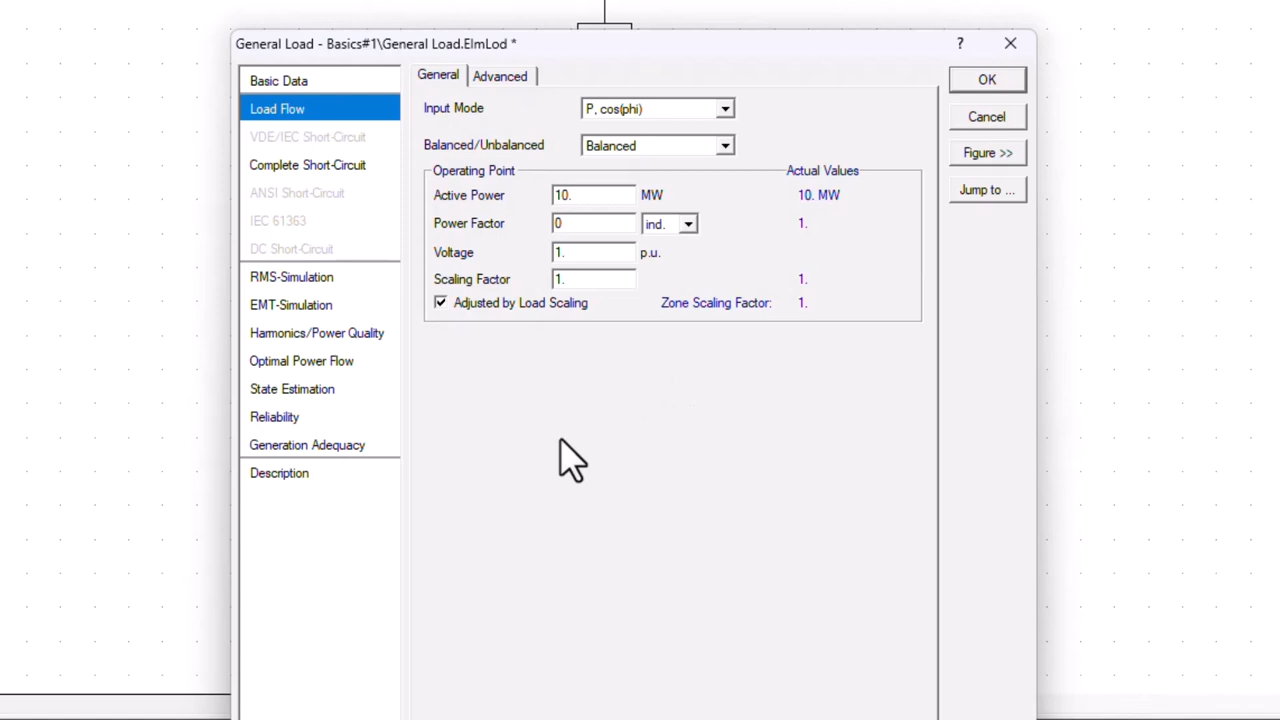 General Load - Basics#1\General Load.ElmLod *
?
Basic Data
Load Flow
VDE/IEC Short-Circuit
Complete Short-Circuit
ANSI Short-Circuit
IEC 61363
DC Short-Circuit
RMS-Simulation
EMT-Simulation
Harmonics/Power Quality
Optimal Power Flow
State Estimation
Reliability
Generation Adequacy
Description
General
Advanced
Input Mode P, cos(phi)
Balanced/Unbalanced Balanced
Operating Point Actual Values
Active Power 10. MW 10. MW
Power Factor 0 ind. 1.
Voltage 1. p.u.
Scaling Factor 1. 1.
Adjusted by Load Scaling Zone Scaling Factor: 1.
OK
Cancel
Figure >>
Jump to ...